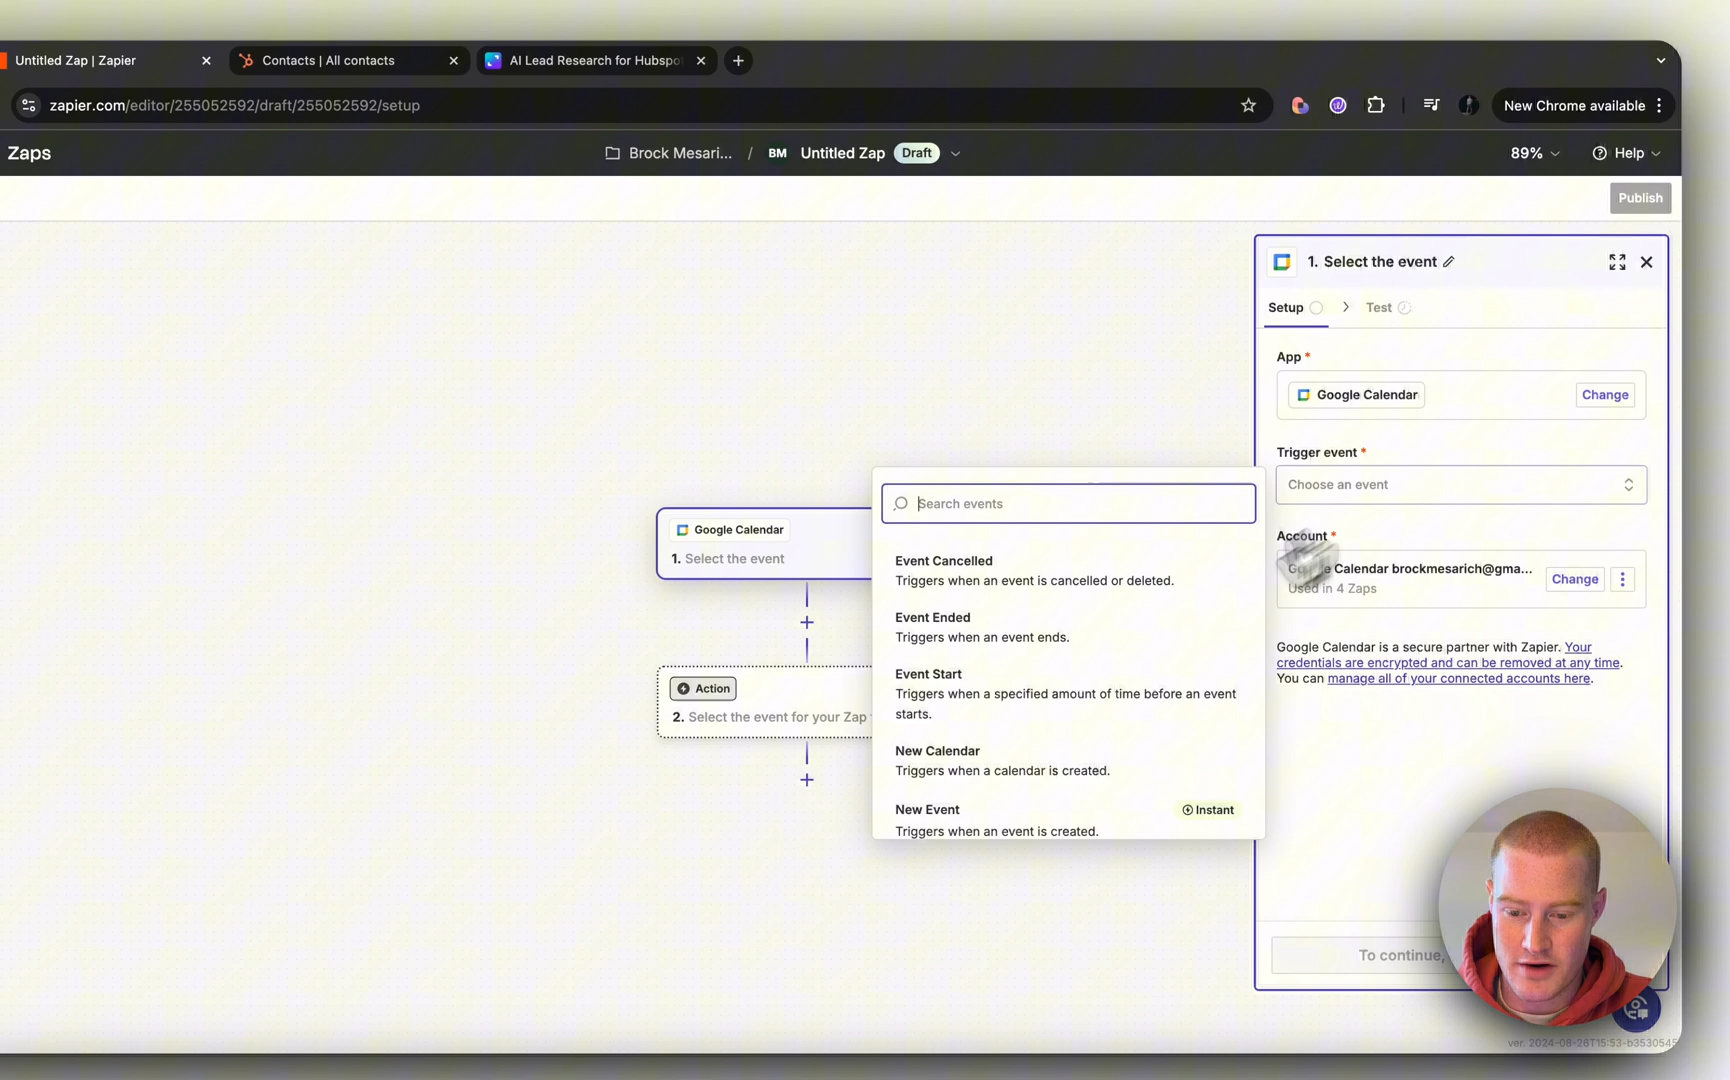 Untitled Zap | Zapier
Contacts | All contacts
AI Lead Research for Hubspo
zapier.com/editor/255052592/draft/255052592/setup
New Chrome available
Zaps
Brock Mesari... / BM Untitled Zap Draft
89%
Help
Publish
1. Select the event
Setup
Test
App *
Google Calendar
Change
Trigger event *
Choose an event
Search events
Event Cancelled
Triggers when an event is cancelled or deleted.
Event Ended
Triggers when an event ends.
Event Start
Triggers when a specified amount of time before an event
starts.
New Calendar
Triggers when a calendar is created.
New Event
Instant
Triggers when an event is created.
Account *
Calendar brockmesarich@gma...
Used in 4 Zaps
Change
Google Calendar is a secure partner with Zapier. Your
credentials are encrypted and can be removed at any time.
You can manage all of your connected accounts here.
Google Calendar
1. Select the event
Action
2. Select the event for your Zap
To continue,
ver. 2024-08-26T15:53-b3530545